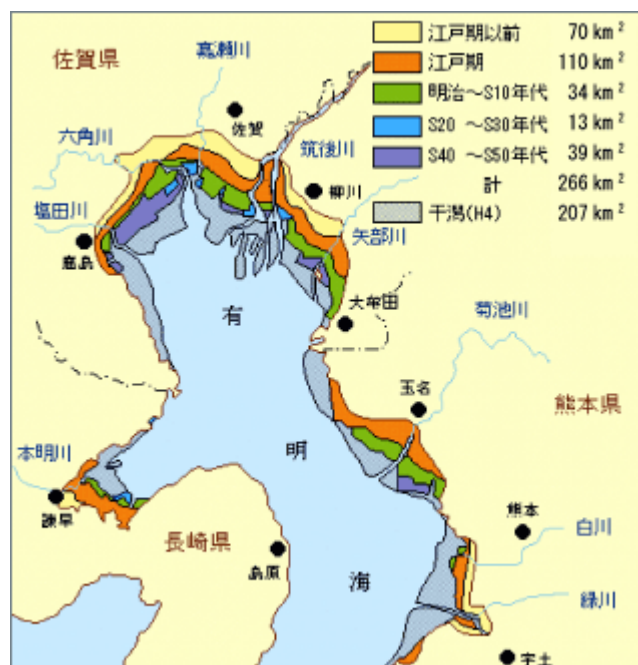 江戸期以前 70 km²
江戸期 110 km²
明治～S10年代 34 km²
S20 ～S30年代 13 km²
S40 ～S50年代 39 km²
計 266 km²
干潟(H4) 207 km²
佐賀県
嘉瀬川
佐賀
六角川
筑後川
柳川
塩田川
矢部川
鹿島
大牟田
有
菊池川
玉名
熊本県
明
本明川
諫早
長崎県
熊本
白川
島原
海
緑川
宇土